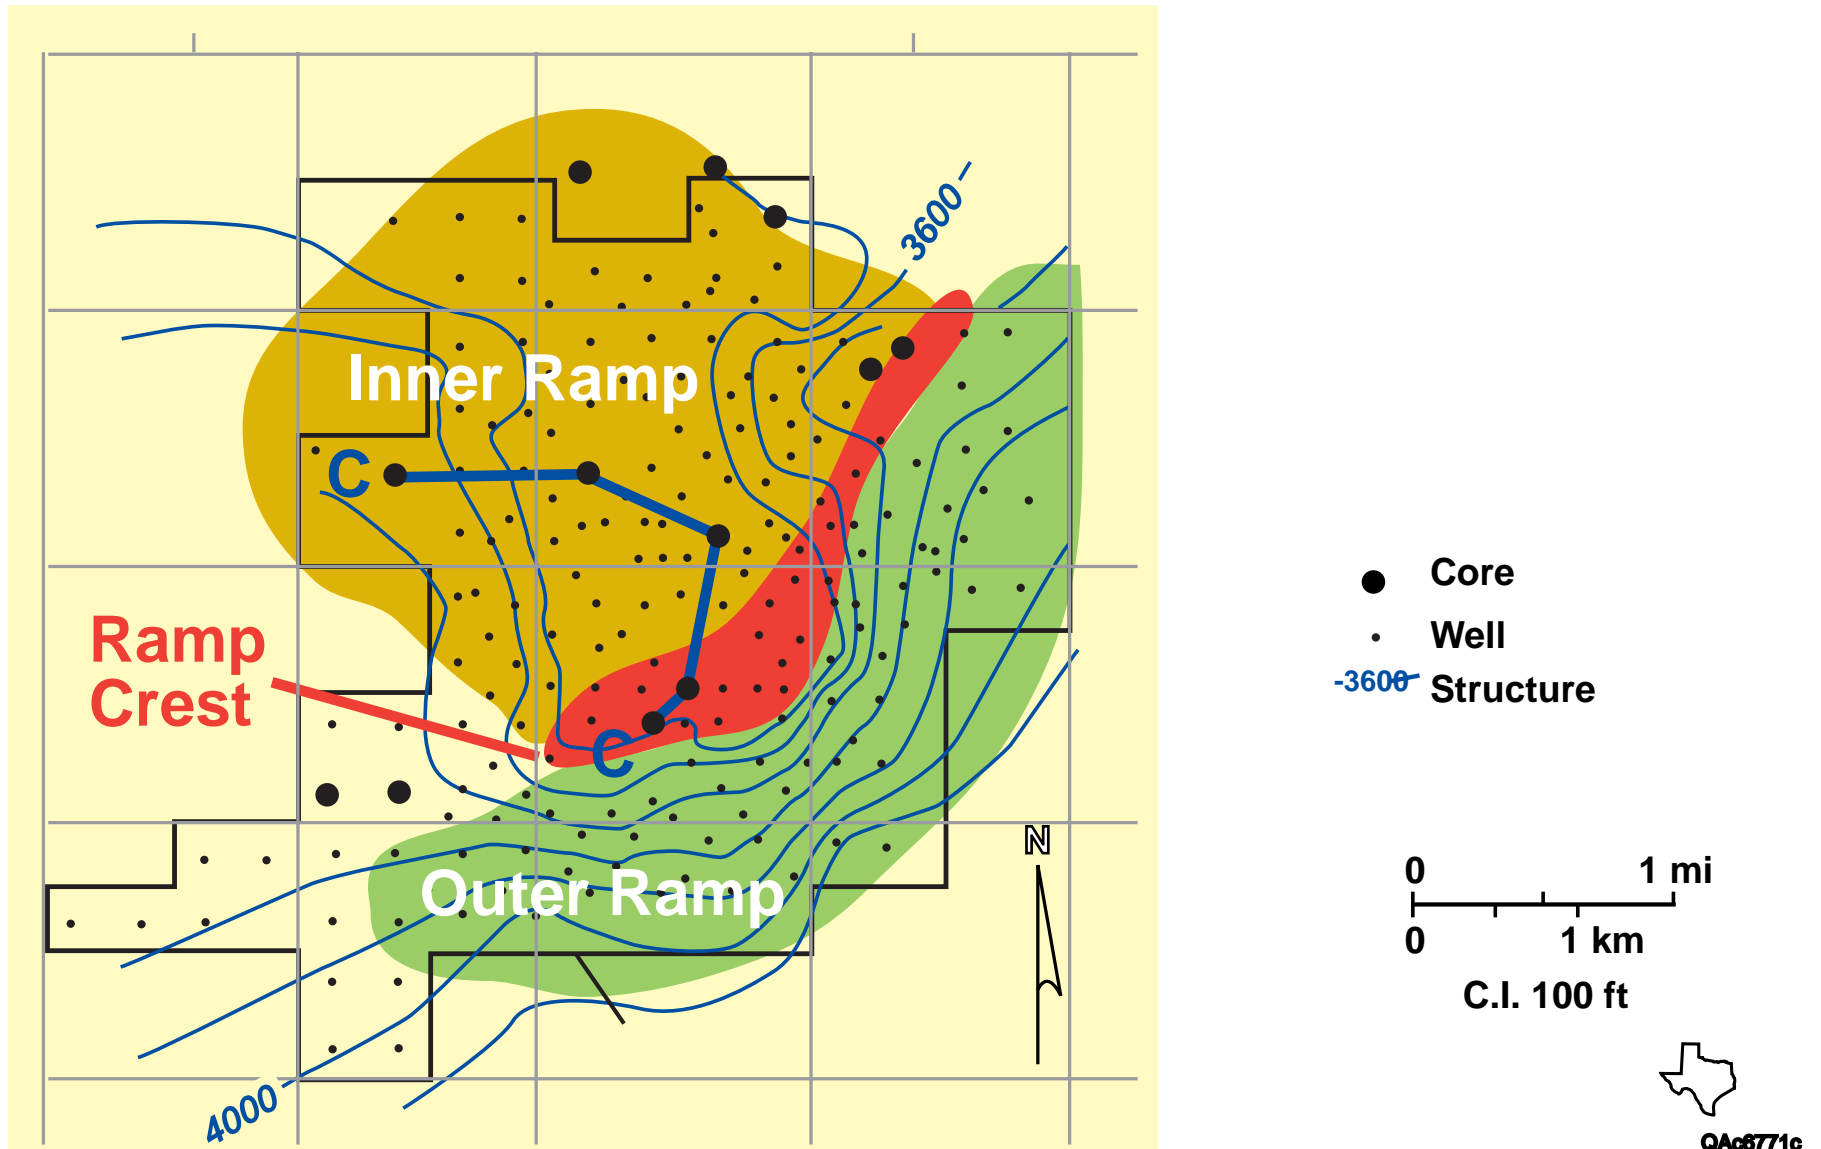 3600
Inner Ramp
C
Ramp
Crest
C
Outer Ramp
N
4000
Core
Well
-3600 Structure
0 1 mi
0 1 km
C.I. 100 ft
QAc8771c